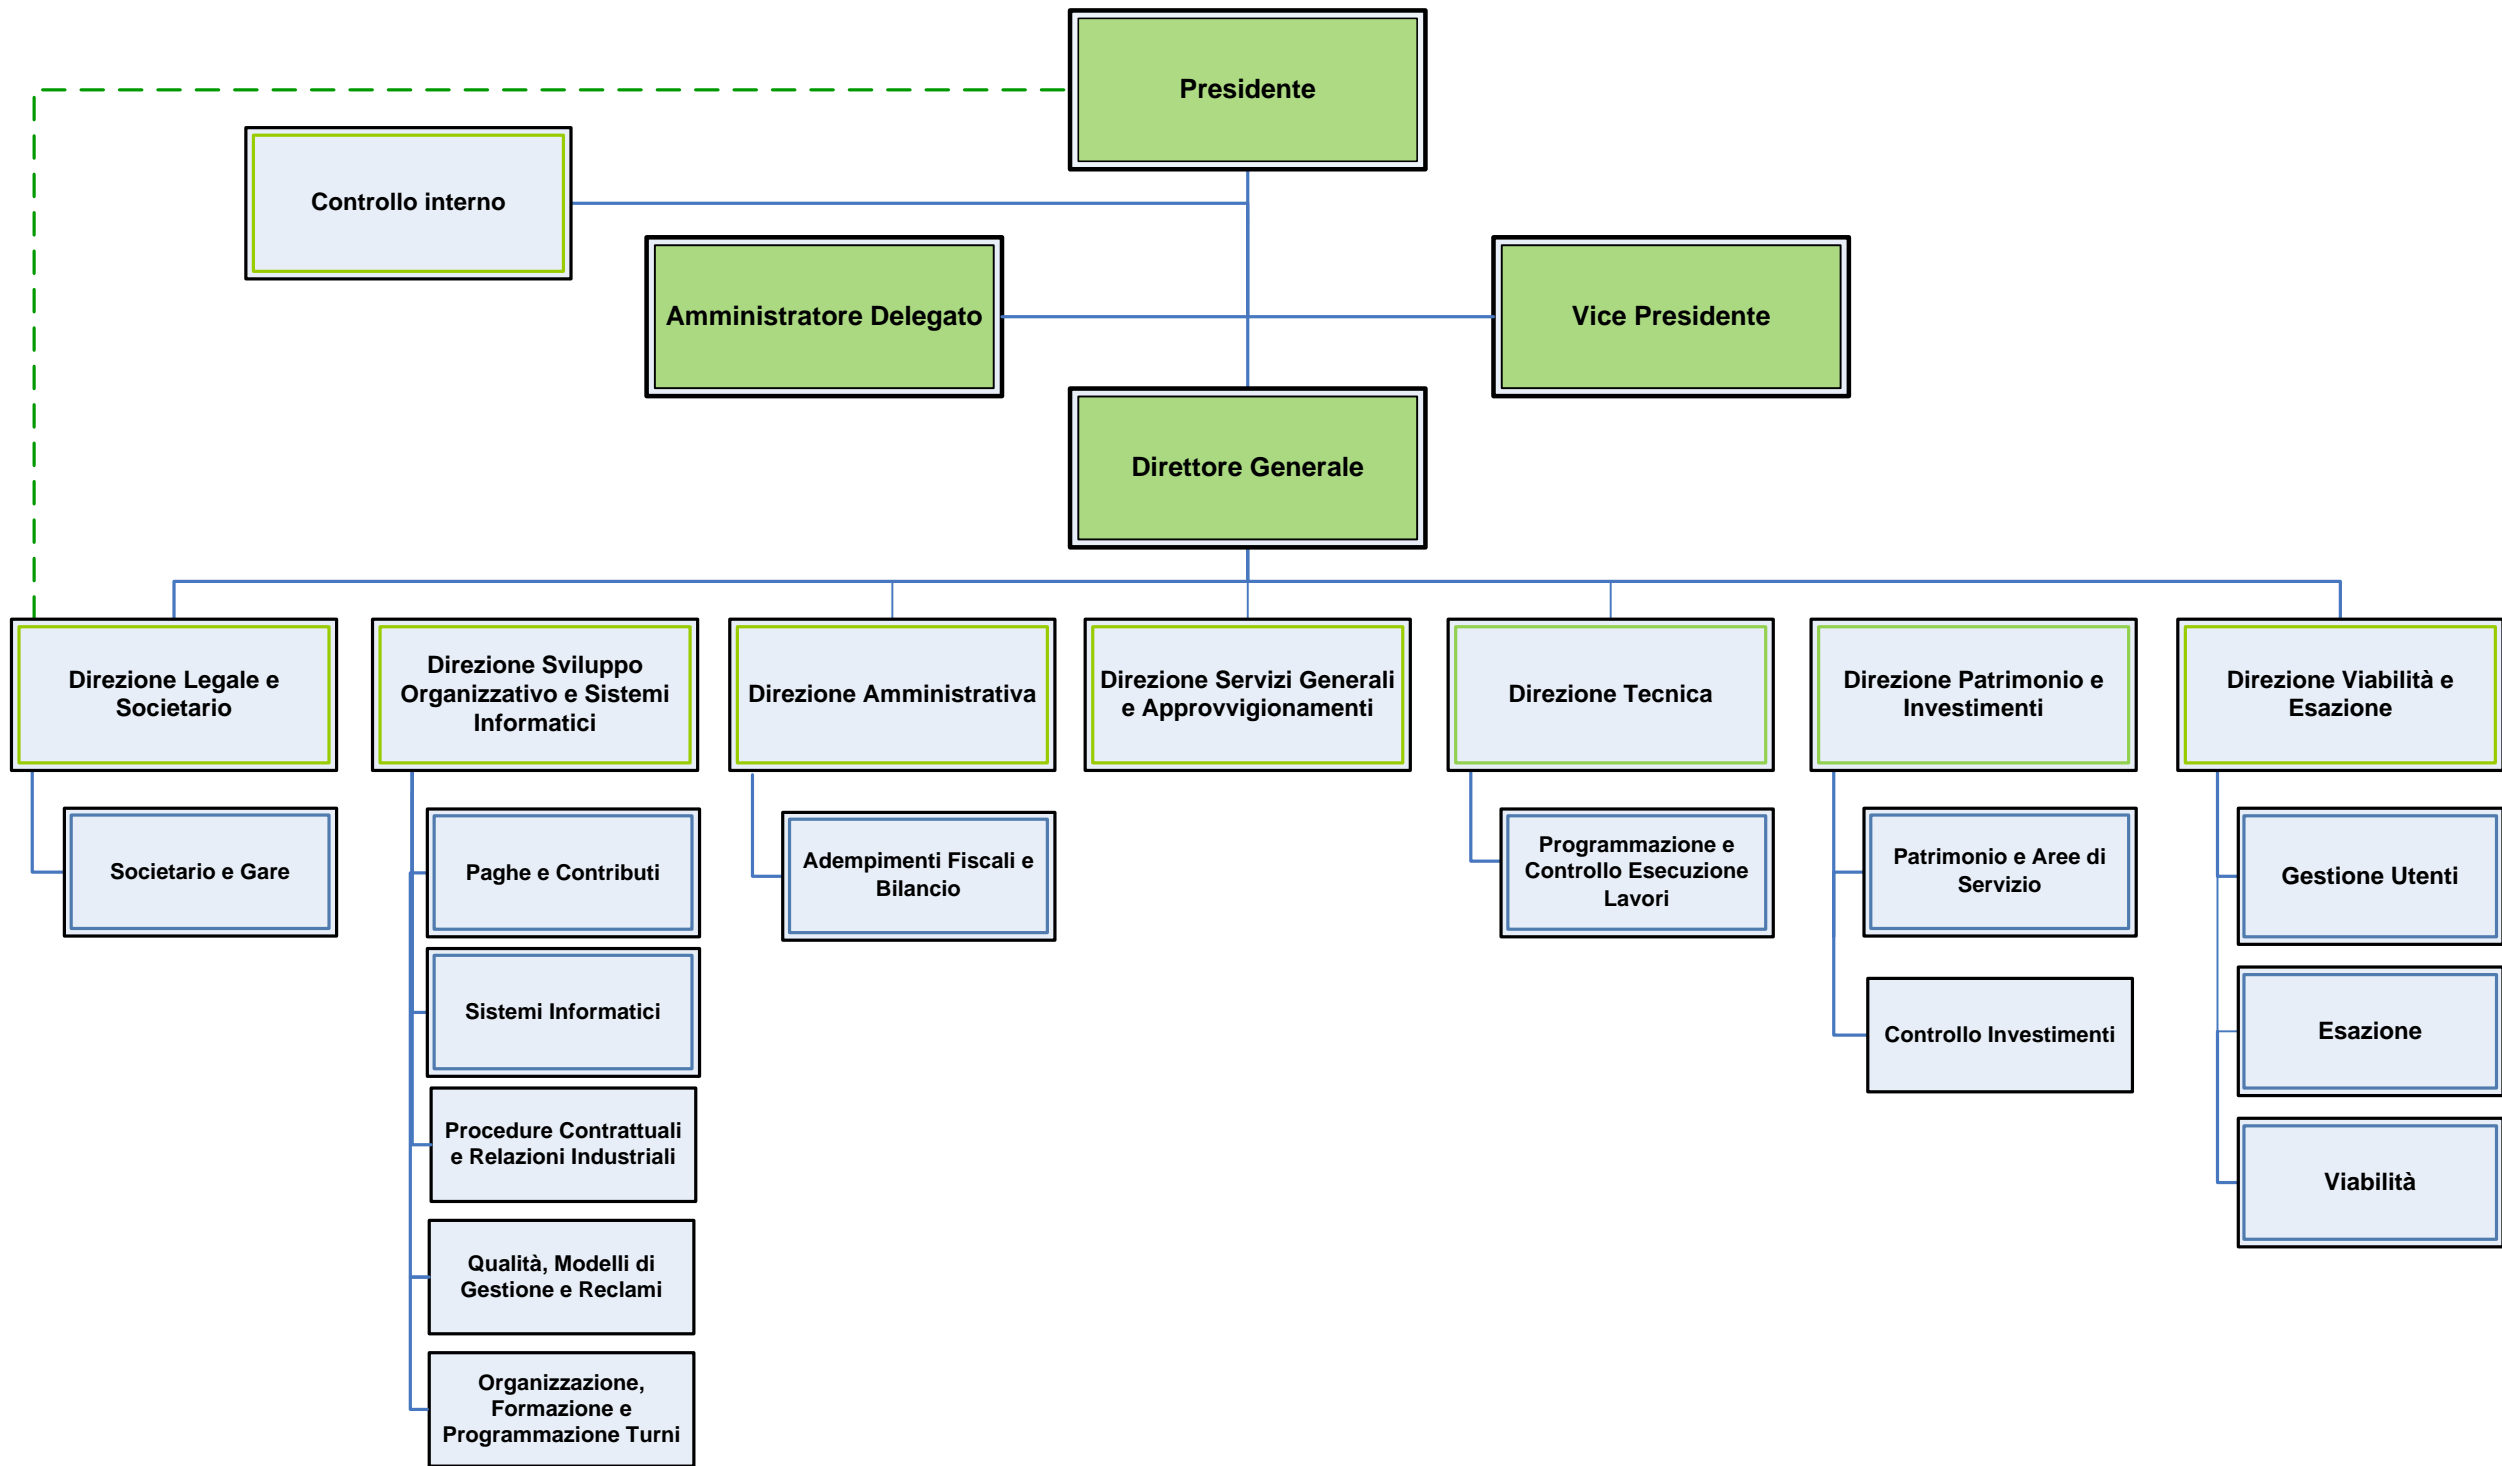 Presidente
Controllo interno
Amministratore Delegato
Vice Presidente
Direttore Generale
Direzione Legale e
Societario
Direzione Sviluppo
Organizzativo e Sistemi
Informatici
Direzione Amministrativa
Direzione Servizi Generali
e Approvvigionamenti
Direzione Tecnica
Direzione Patrimonio e
Investimenti
Direzione Viabilità e
Esazione
Societario e Gare
Paghe e Contributi
Adempimenti Fiscali e
Bilancio
Programmazione e
Controllo Esecuzione
Lavori
Patrimonio e Aree di
Servizio
Gestione Utenti
Sistemi Informatici
Controllo Investimenti
Esazione
Procedure Contrattuali
e Relazioni Industriali
Viabilità
Qualità, Modelli di
Gestione e Reclami
Organizzazione,
Formazione e
Programmazione Turni